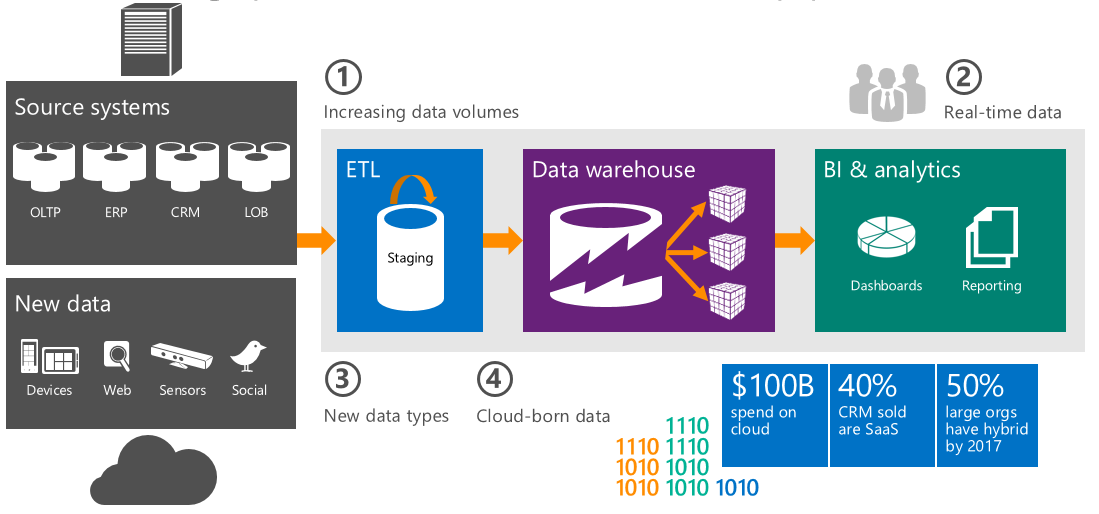 Source systems
OLTP
ERP
CRM
LOB
New data
Devices
Web
Sensors
Social
1
Increasing data volumes
2
Real-time data
ETL
Staging
Data warehouse
BI & analytics
Dashboards
Reporting
3
New data types
4
Cloud-born data
1110
1110 1110
1010 1010
1010 1010 1010
$100B
spend on
cloud
40%
CRM sold
are SaaS
50%
large orgs
have hybrid
by 2017